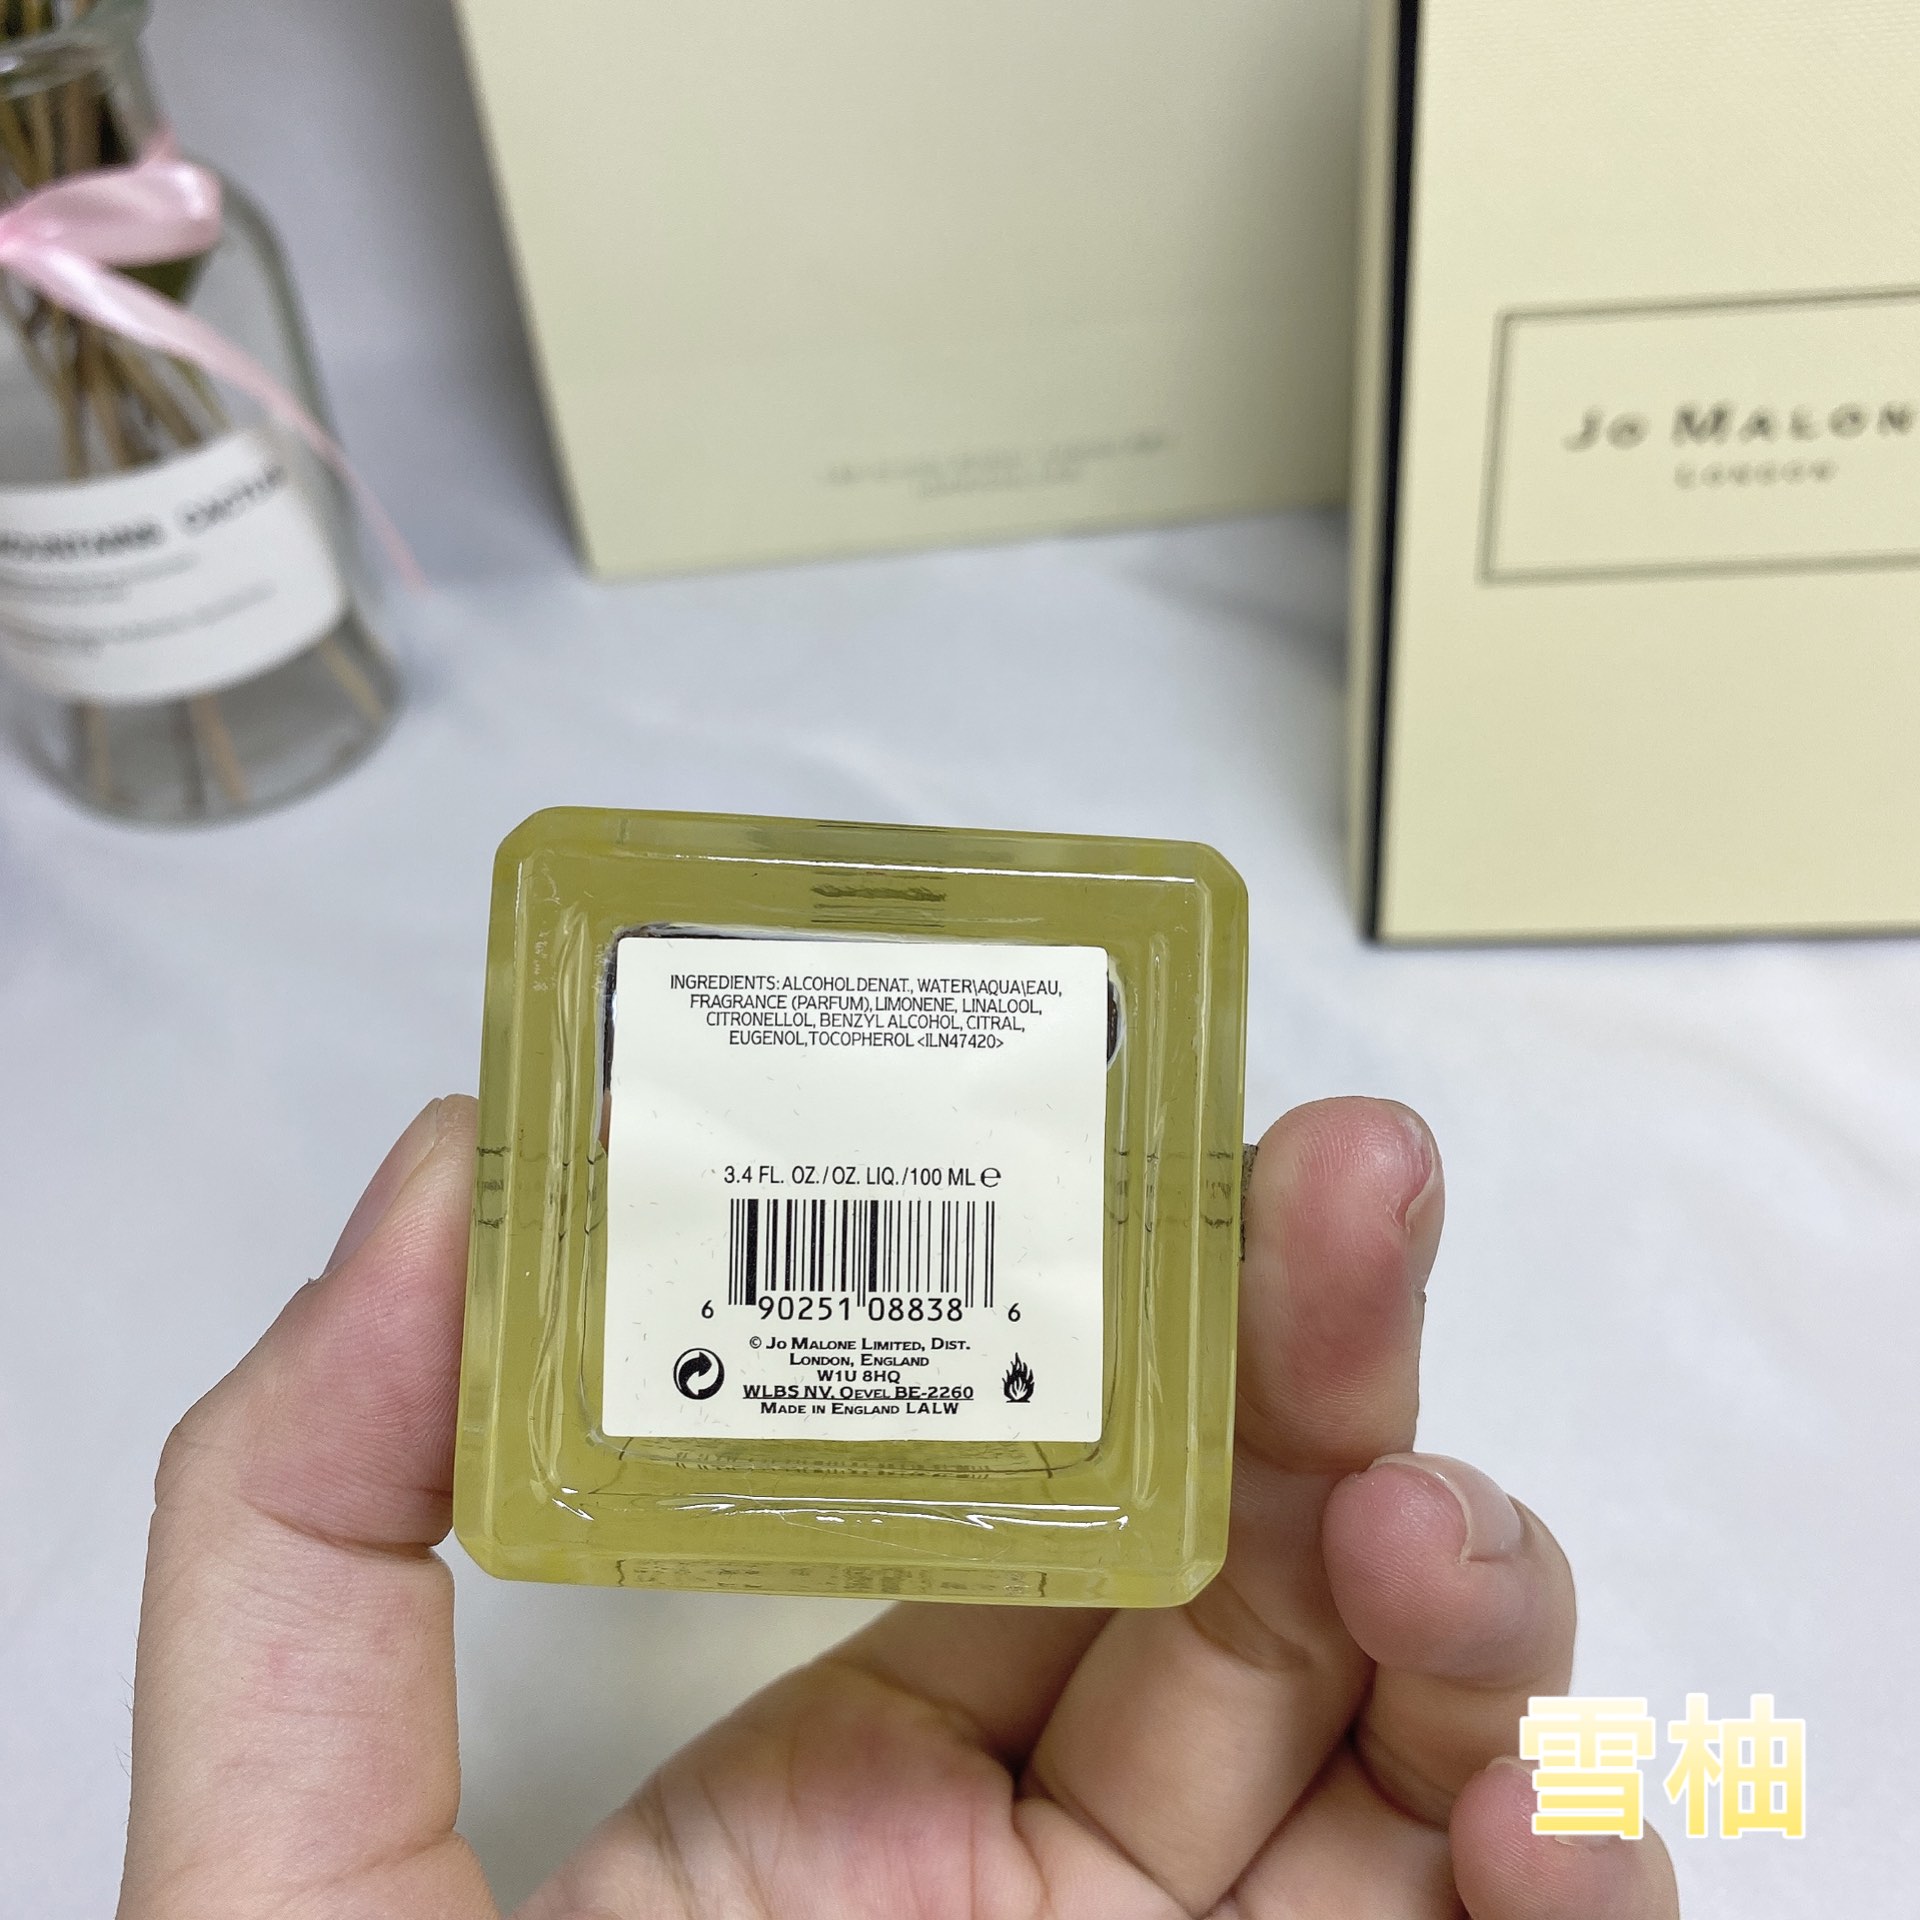 Jo MALON
LONDON
INGREDIENTS: ALCOHOL DENAT., WATER\AQUA\EAU,
FRAGRANCE (PARFUM), LIMONENE, LINALOOL,
CITRONELLOL, BENZYL ALCOHOL, CITRAL,
EUGENOL, TOCOPHEROL <ILN47420>
3.4 FL. OZ./OZ. LIQ./100 ML ℮
6 90251 08838 6
© JO MALONE LIMITED, DIST.
LONDON, ENGLAND
W1U 8HQ
WLBS NV. OEVEL BE-2260
MADE IN ENGLAND LALW
雪柚